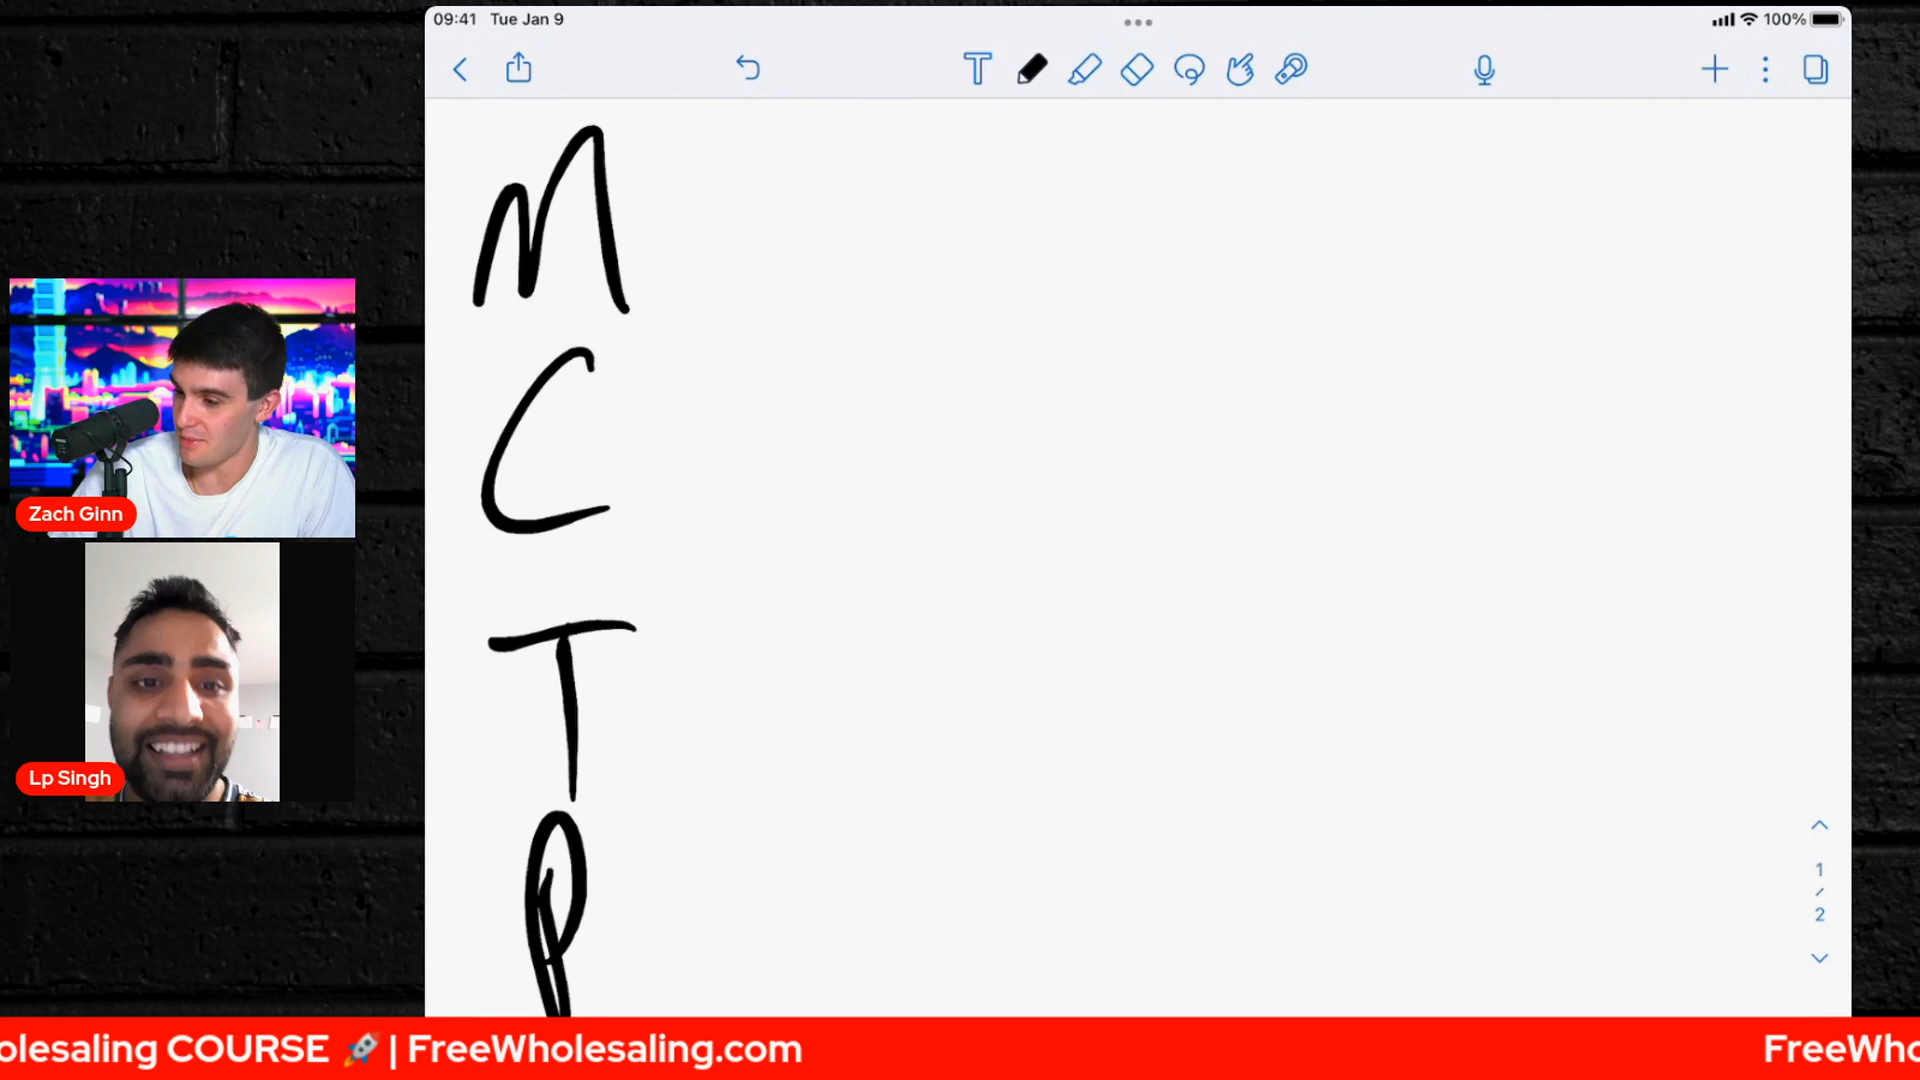 09:41 Tue Jan 9
100%
M
C
T
P
Zach Ginn
Lp Singh
1
/
2
olesaling COURSE 🚀 | FreeWholesaling.com
FreeWho